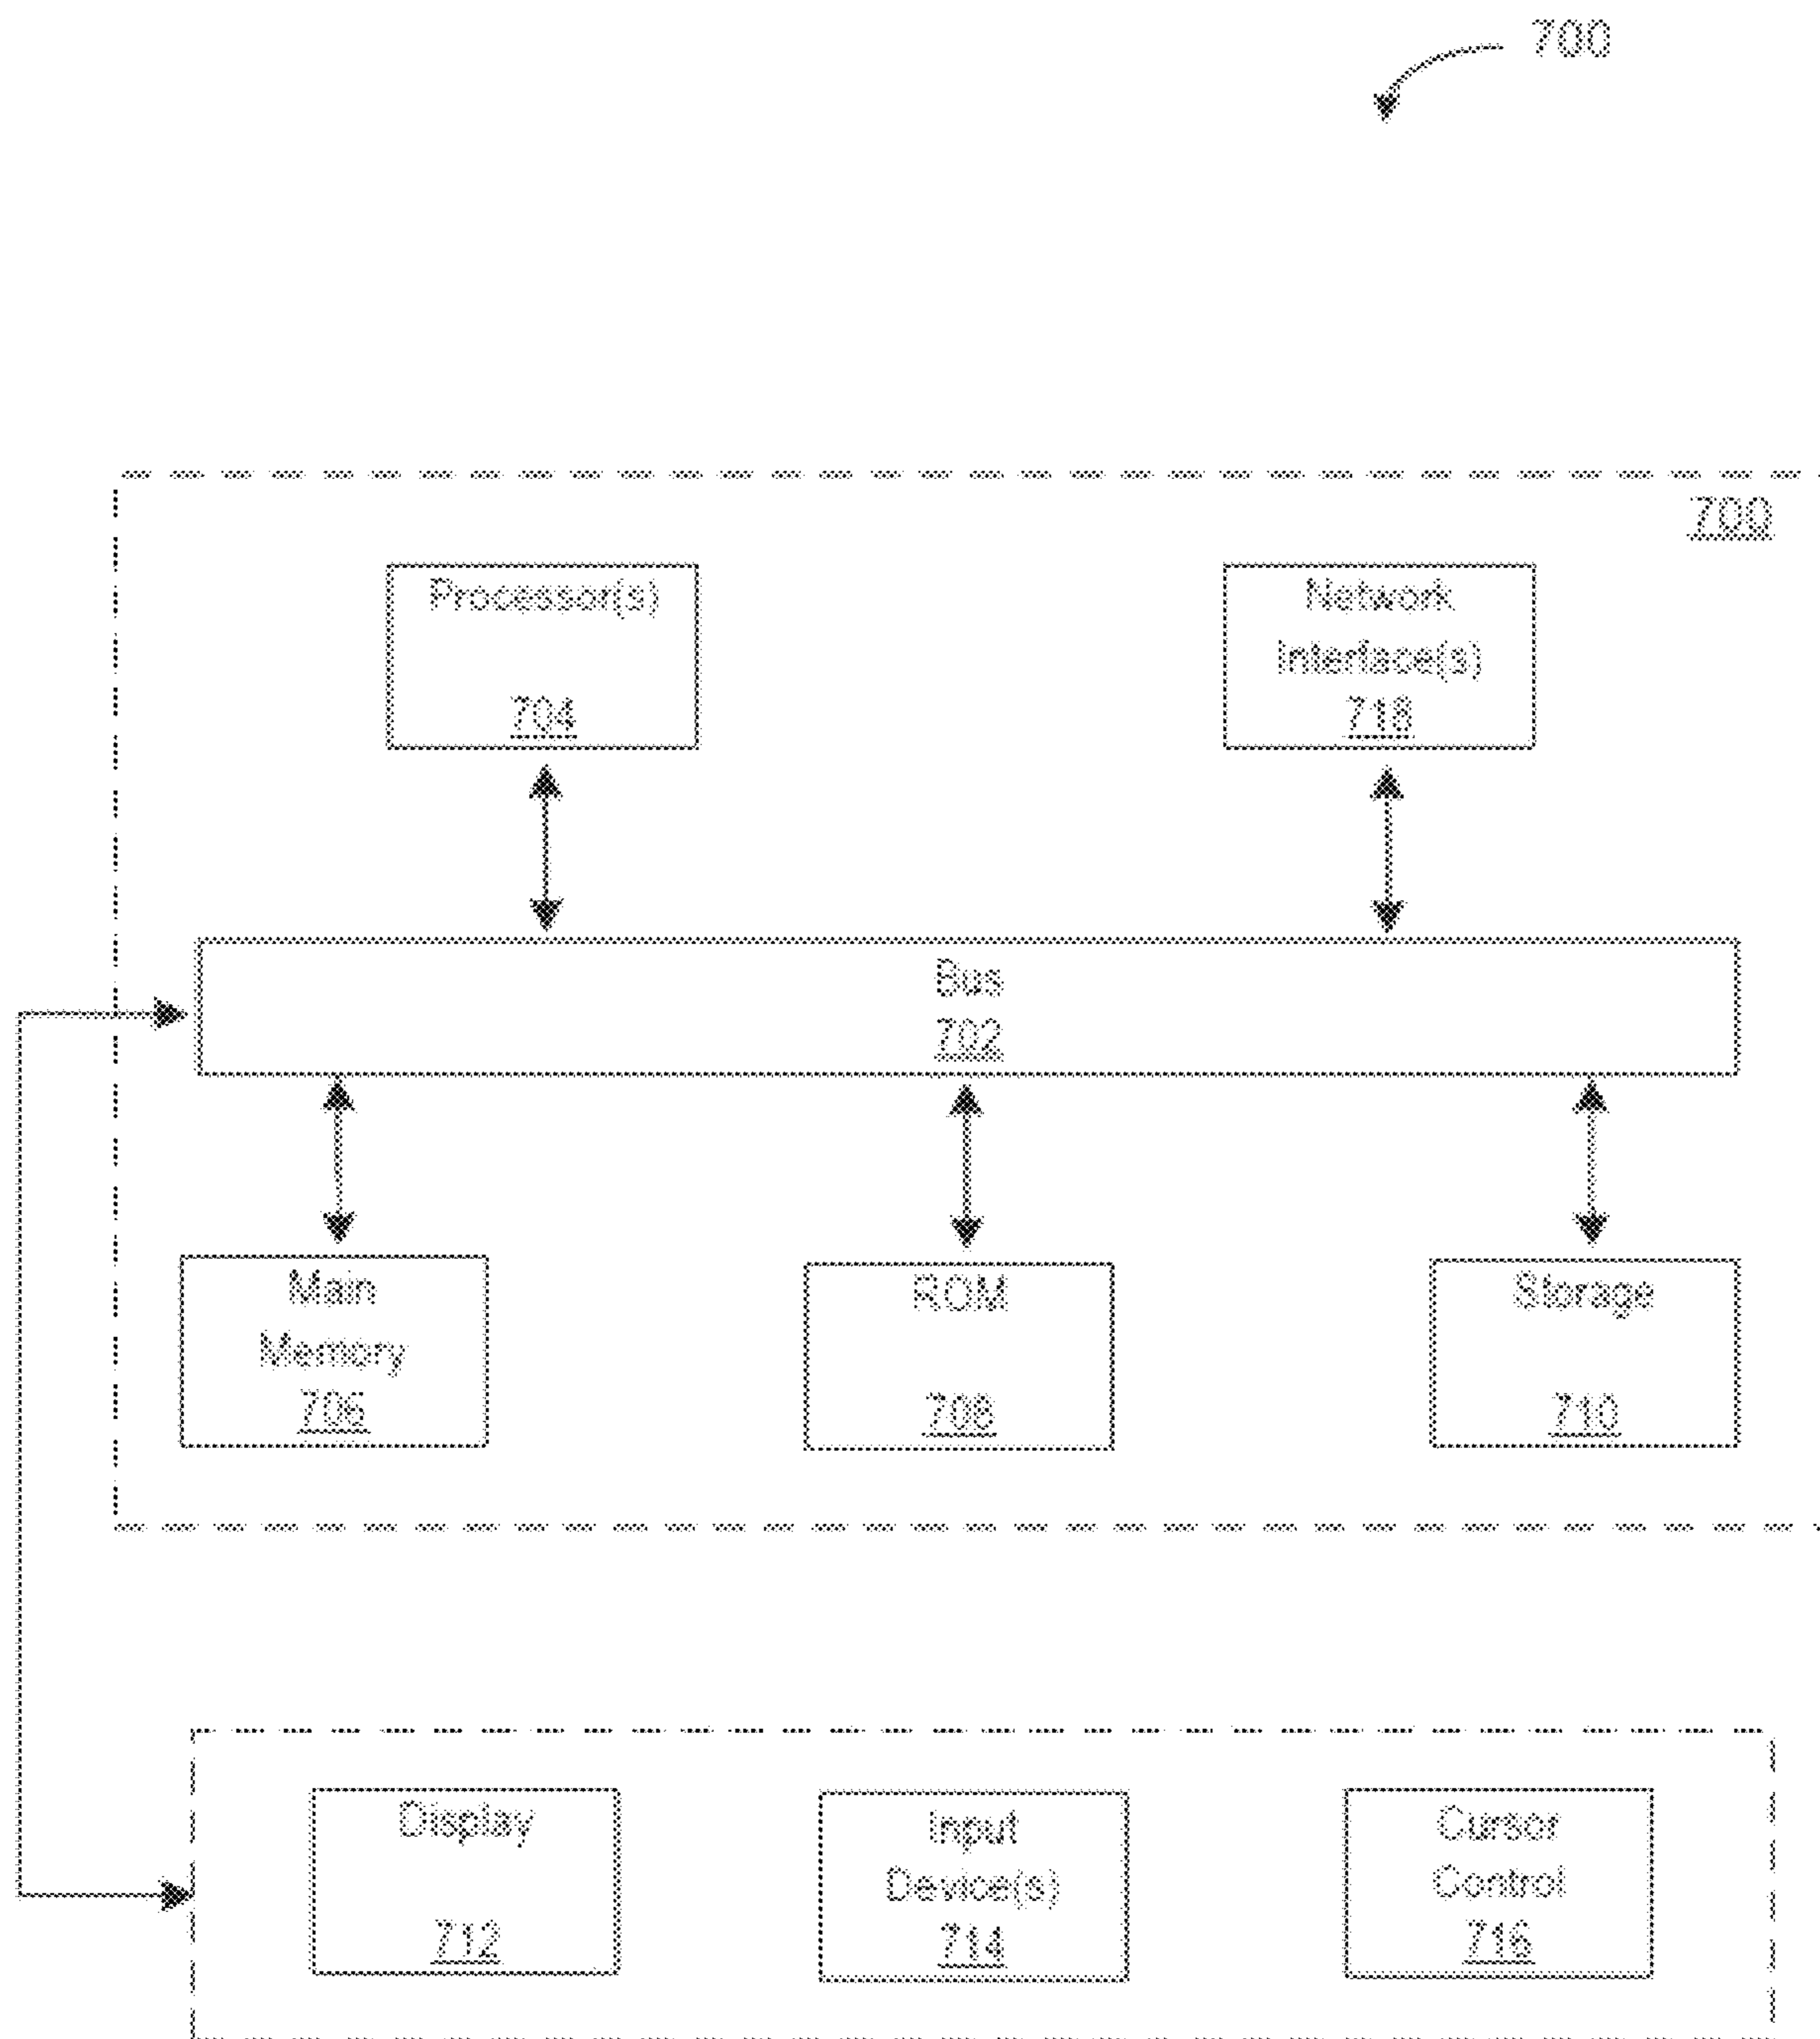 700
700
Processor(s)
704
Network
Interface(s)
718
Bus
702
Main
Memory
706
ROM
708
Storage
710
Display
712
Input
Device(s)
714
Cursor
Control
716